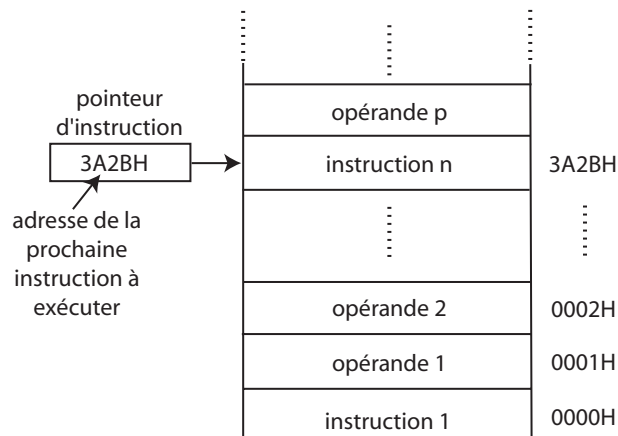 opérande p
pointeur
d'instruction
3A2BH
instruction n
3A2BH
adresse de la
prochaine
instruction à
exécuter
opérande 2
0002H
opérande 1
0001H
instruction 1
0000H